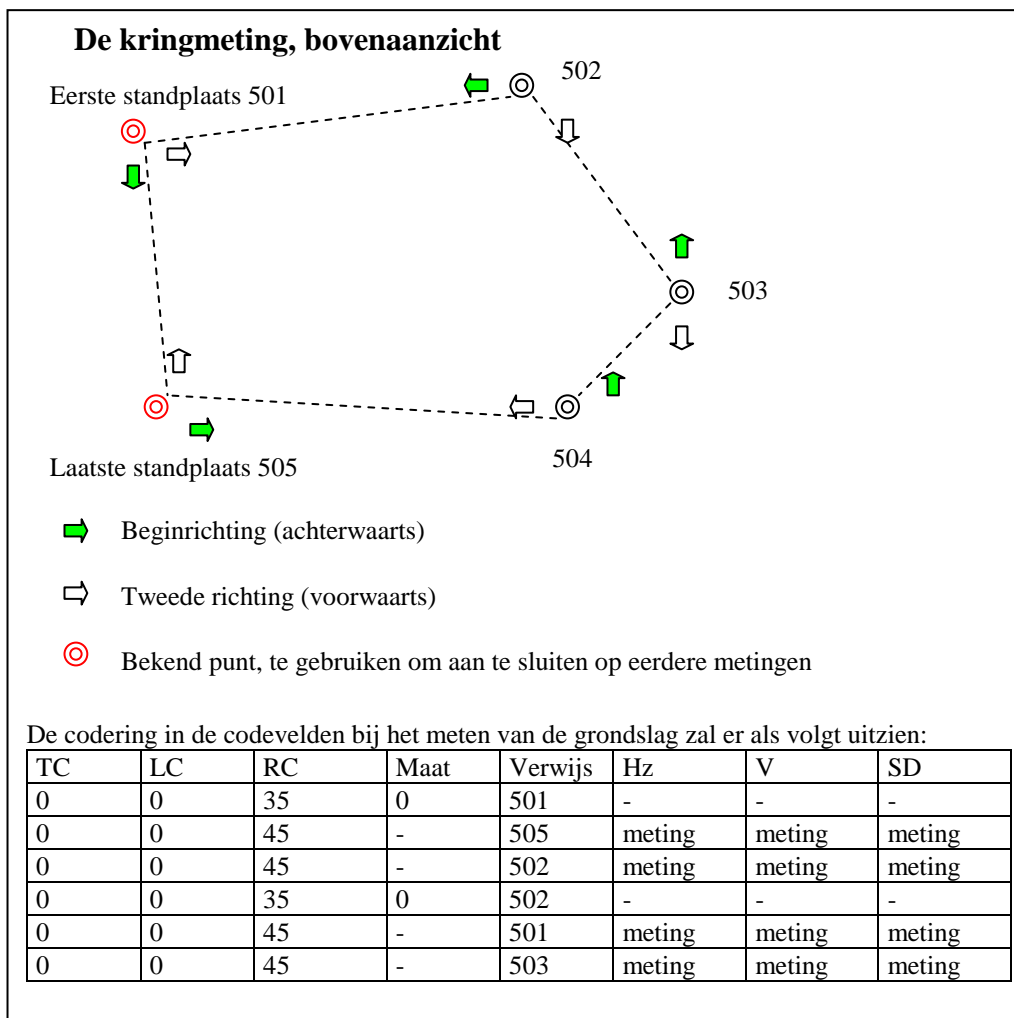 De kringmeting, bovenaanzicht
502
Eerste standplaats 501
503
504
Laatste standplaats 505
Beginrichting (achterwaarts)
Tweede richting (voorwaarts)
Bekend punt, te gebruiken om aan te sluiten op eerdere metingen
De codering in de codevelden bij het meten van de grondslag zal er als volgt uitzien:
TC LC RC Maat Verwijs Hz V SD
0 0 35 0 501 - - -
0 0 45 - 505 meting meting meting
0 0 45 - 502 meting meting meting
0 0 35 0 502 - - -
0 0 45 - 501 meting meting meting
0 0 45 - 503 meting meting meting